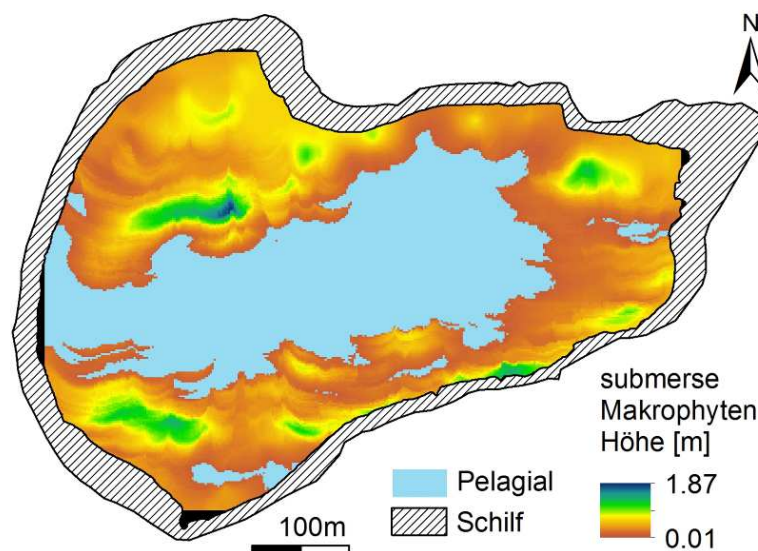 N
submerse
Makrophyten
Höhe [m]
Pelagial
1.87
Schilf
100m
0.01